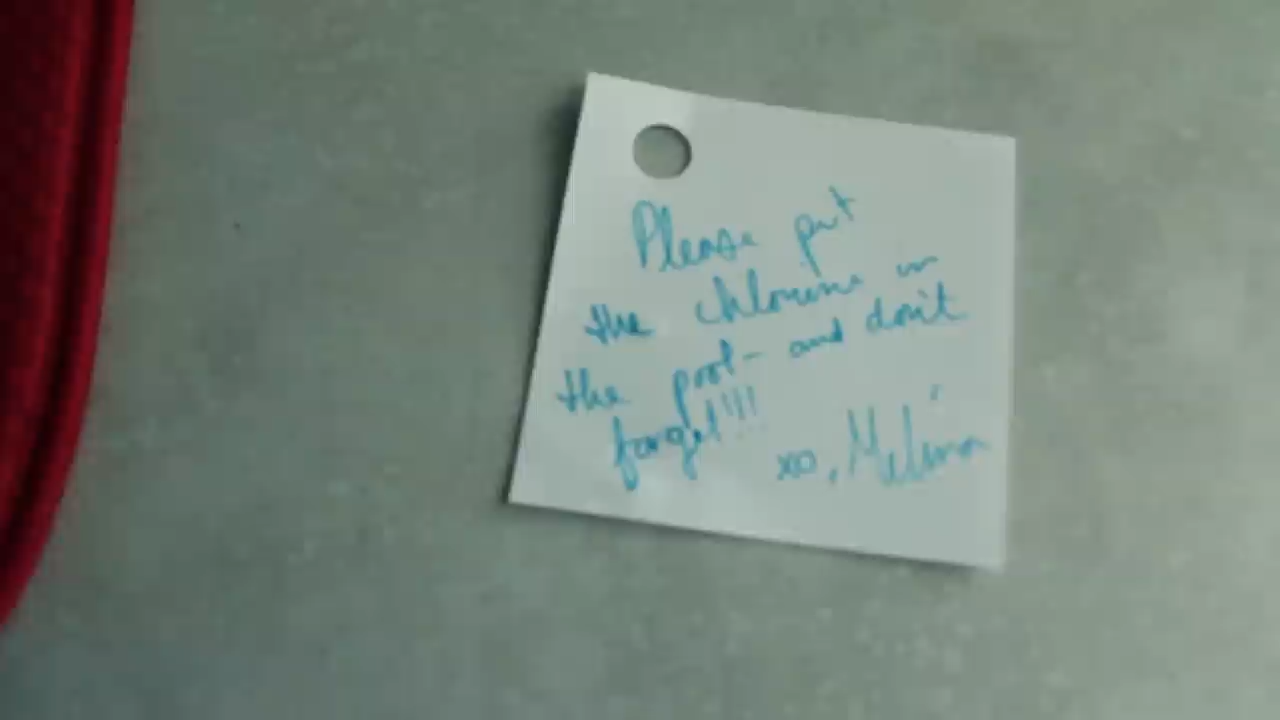 Please put
the chlorine in
the pool- and don't
forget!!!
xo, Melina